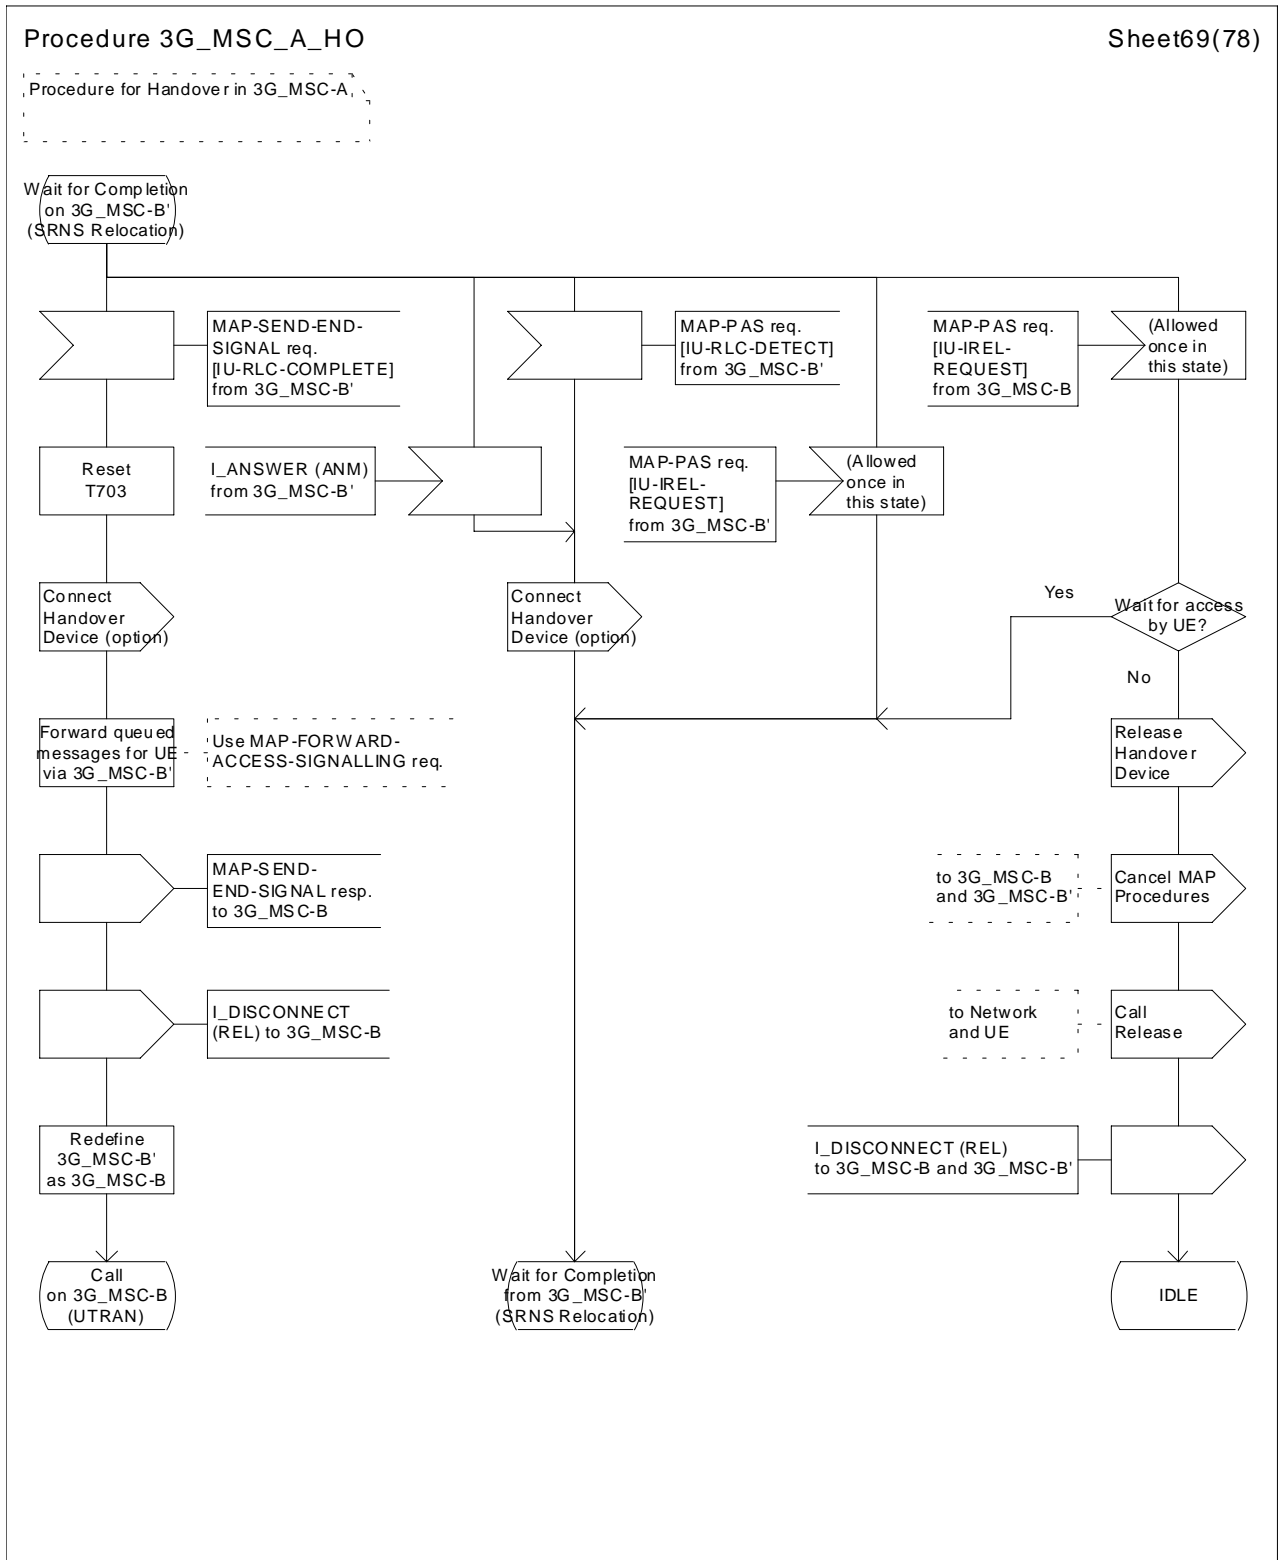 Procedure 3G_MSC_A_HO
Sheet69(78)
Procedure for Handover in 3G_MSC-A
Wait for Completion
on 3G_MSC-B'
(SRNS Relocation)
MAP-SEND-END-
SIGNAL req.
[IU-RLC-COMPLETE]
from 3G_MSC-B'
MAP-PAS req.
[IU-RLC-DETECT]
from 3G_MSC-B'
MAP-PAS req.
[IU-IREL-
REQUEST]
from 3G_MSC-B
(Allowed
once in
this state)
Reset
T703
I_ANSWER (ANM)
from 3G_MSC-B'
MAP-PAS req.
[IU-IREL-
REQUEST]
from 3G_MSC-B'
(Allowed
once in
this state)
Connect
Handover
Device (option)
Connect
Handover
Device (option)
Yes
Wait for access
by UE?
No
Forward queued
messages for UE
via 3G_MSC-B'
Use MAP-FORWARD-
ACCESS-SIGNALLING req.
Release
Handover
Device
MAP-SEND-
END-SIGNAL resp.
to 3G_MSC-B
to 3G_MSC-B
and 3G_MSC-B'
Cancel MAP
Procedures
I_DISCONNECT
(REL) to 3G_MSC-B
to Network
and UE
Call
Release
Redefine
3G_MSC-B'
as 3G_MSC-B
I_DISCONNECT (REL)
to 3G_MSC-B and 3G_MSC-B'
Call
on 3G_MSC-B
(UTRAN)
Wait for Completion
from 3G_MSC-B'
(SRNS Relocation)
IDLE